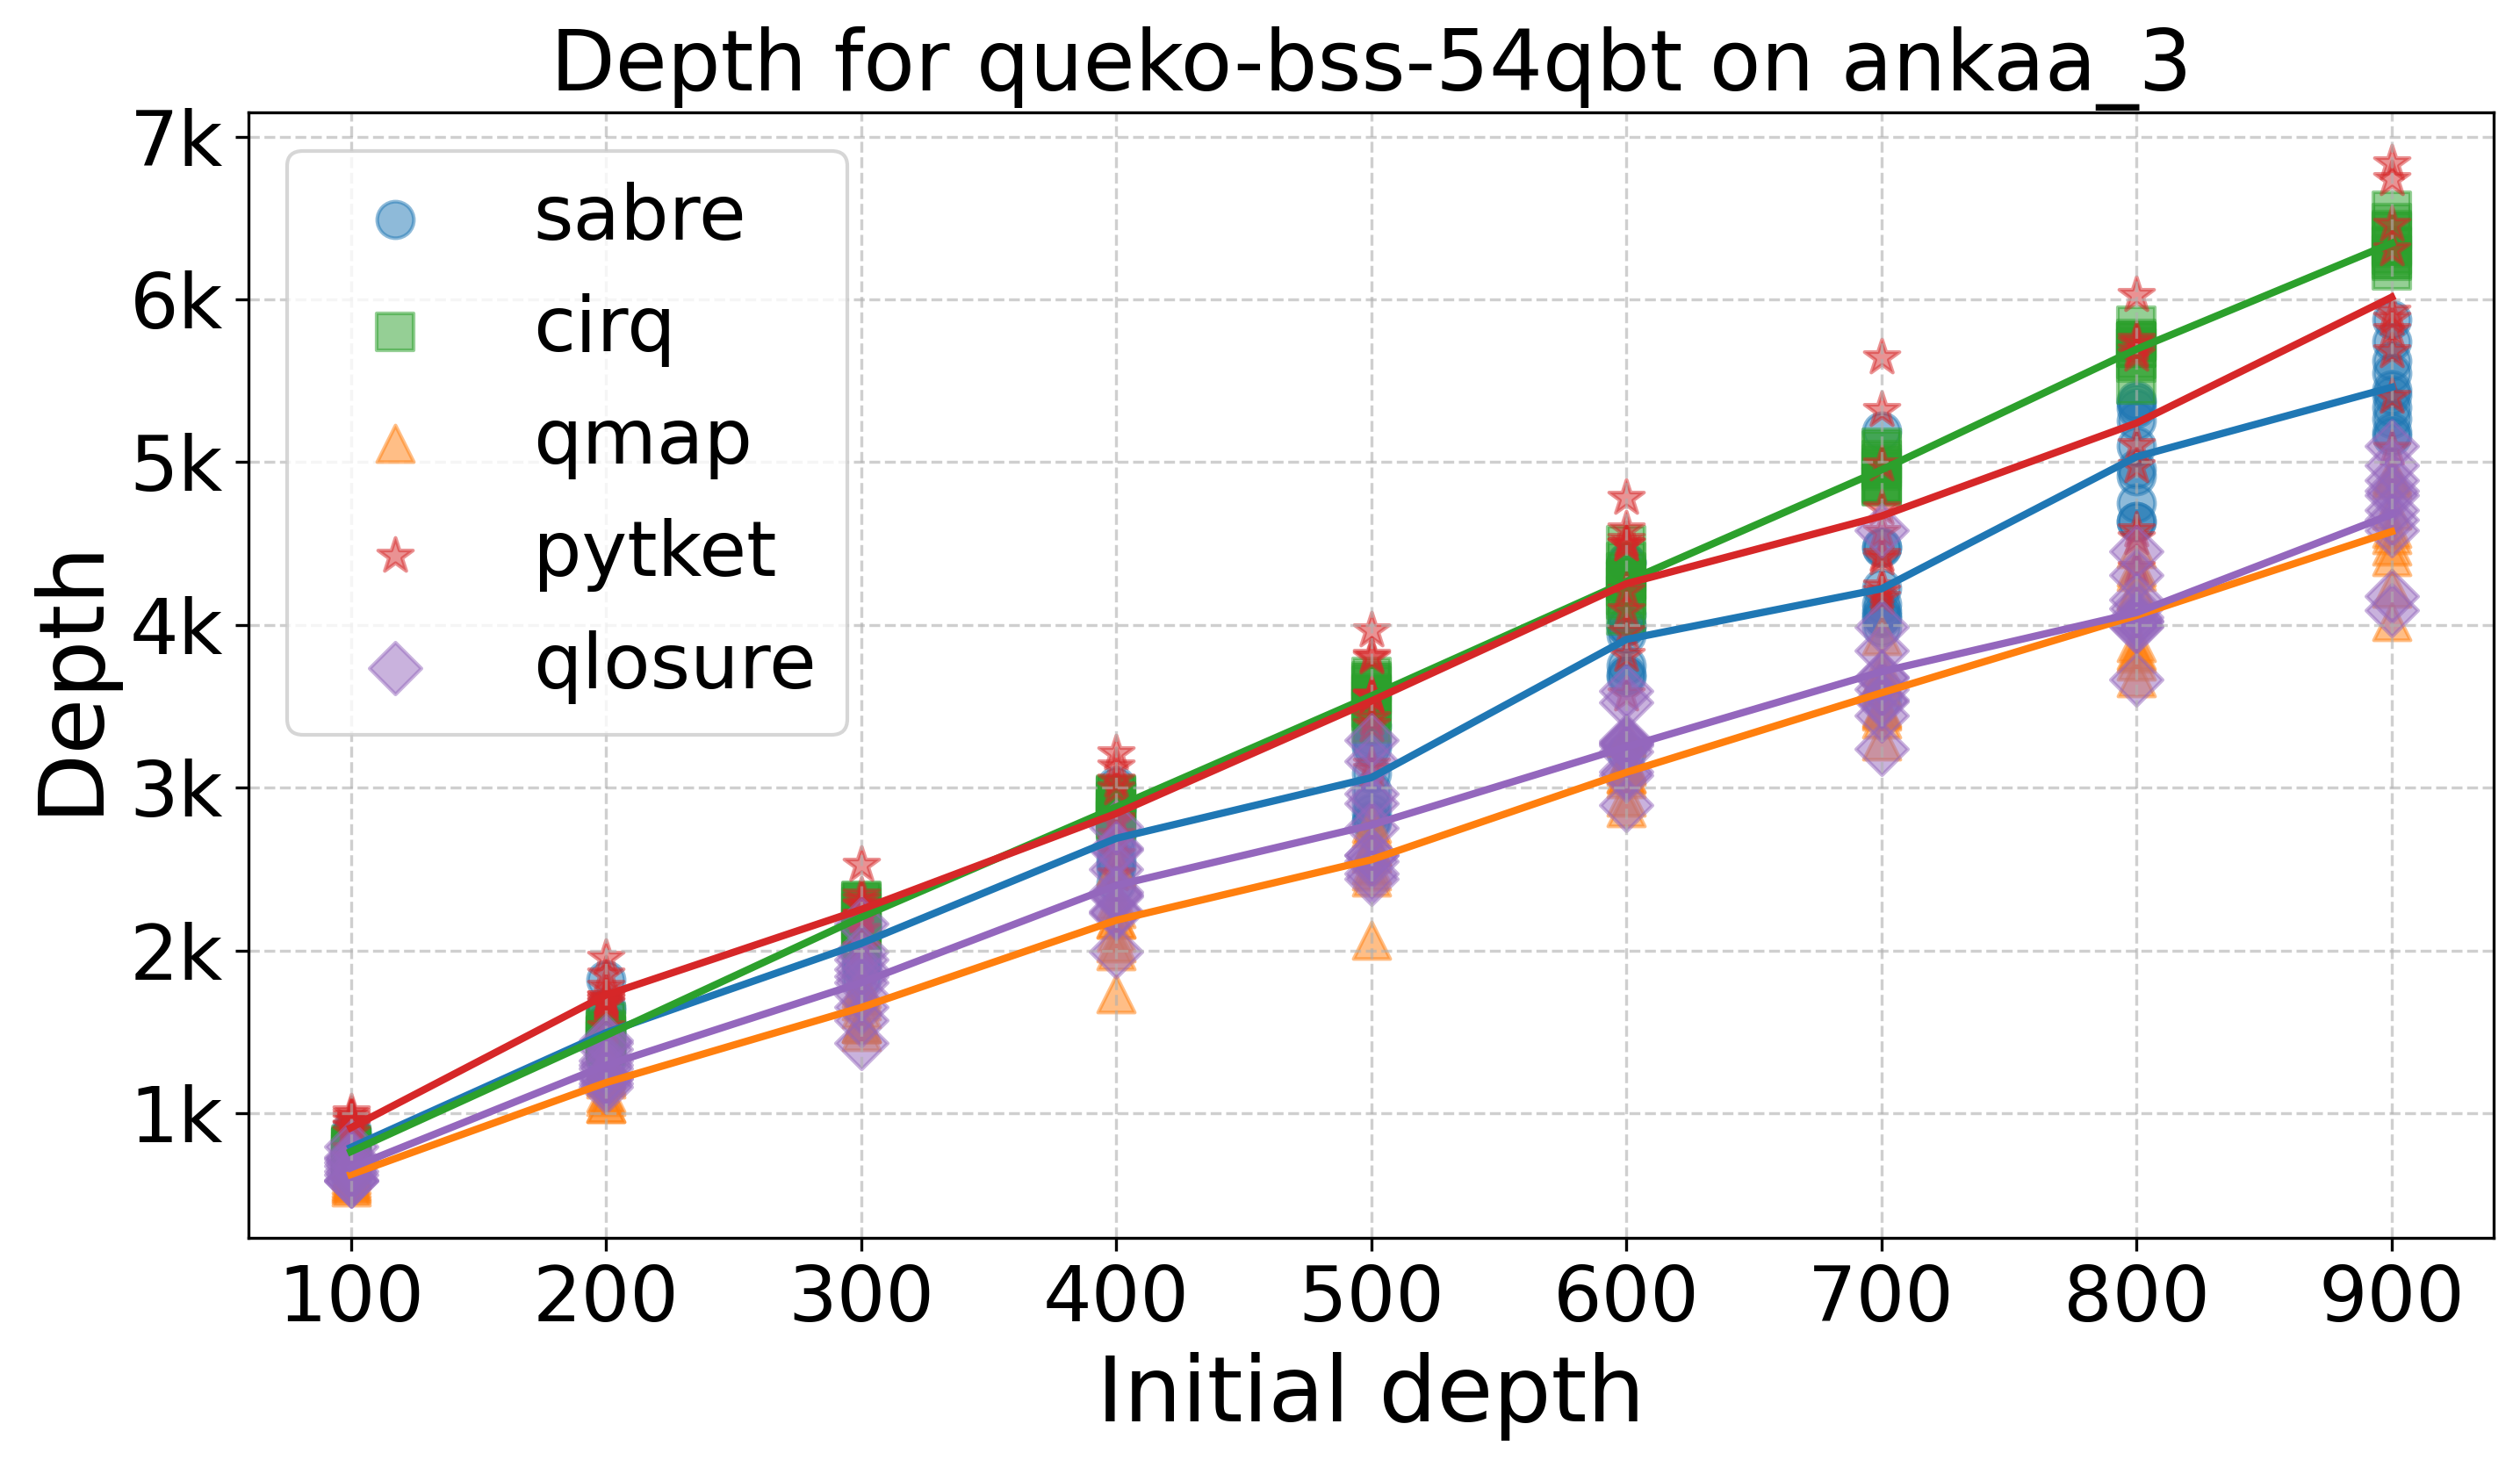 Depth for queko-bss-54qbt on ankaa_3
7k
6k
5k
4k
3k
2k
1k
Depth
sabre
cirq
qmap
pytket
qlosure
100 200 300 400 500 600 700 800 900
Initial depth